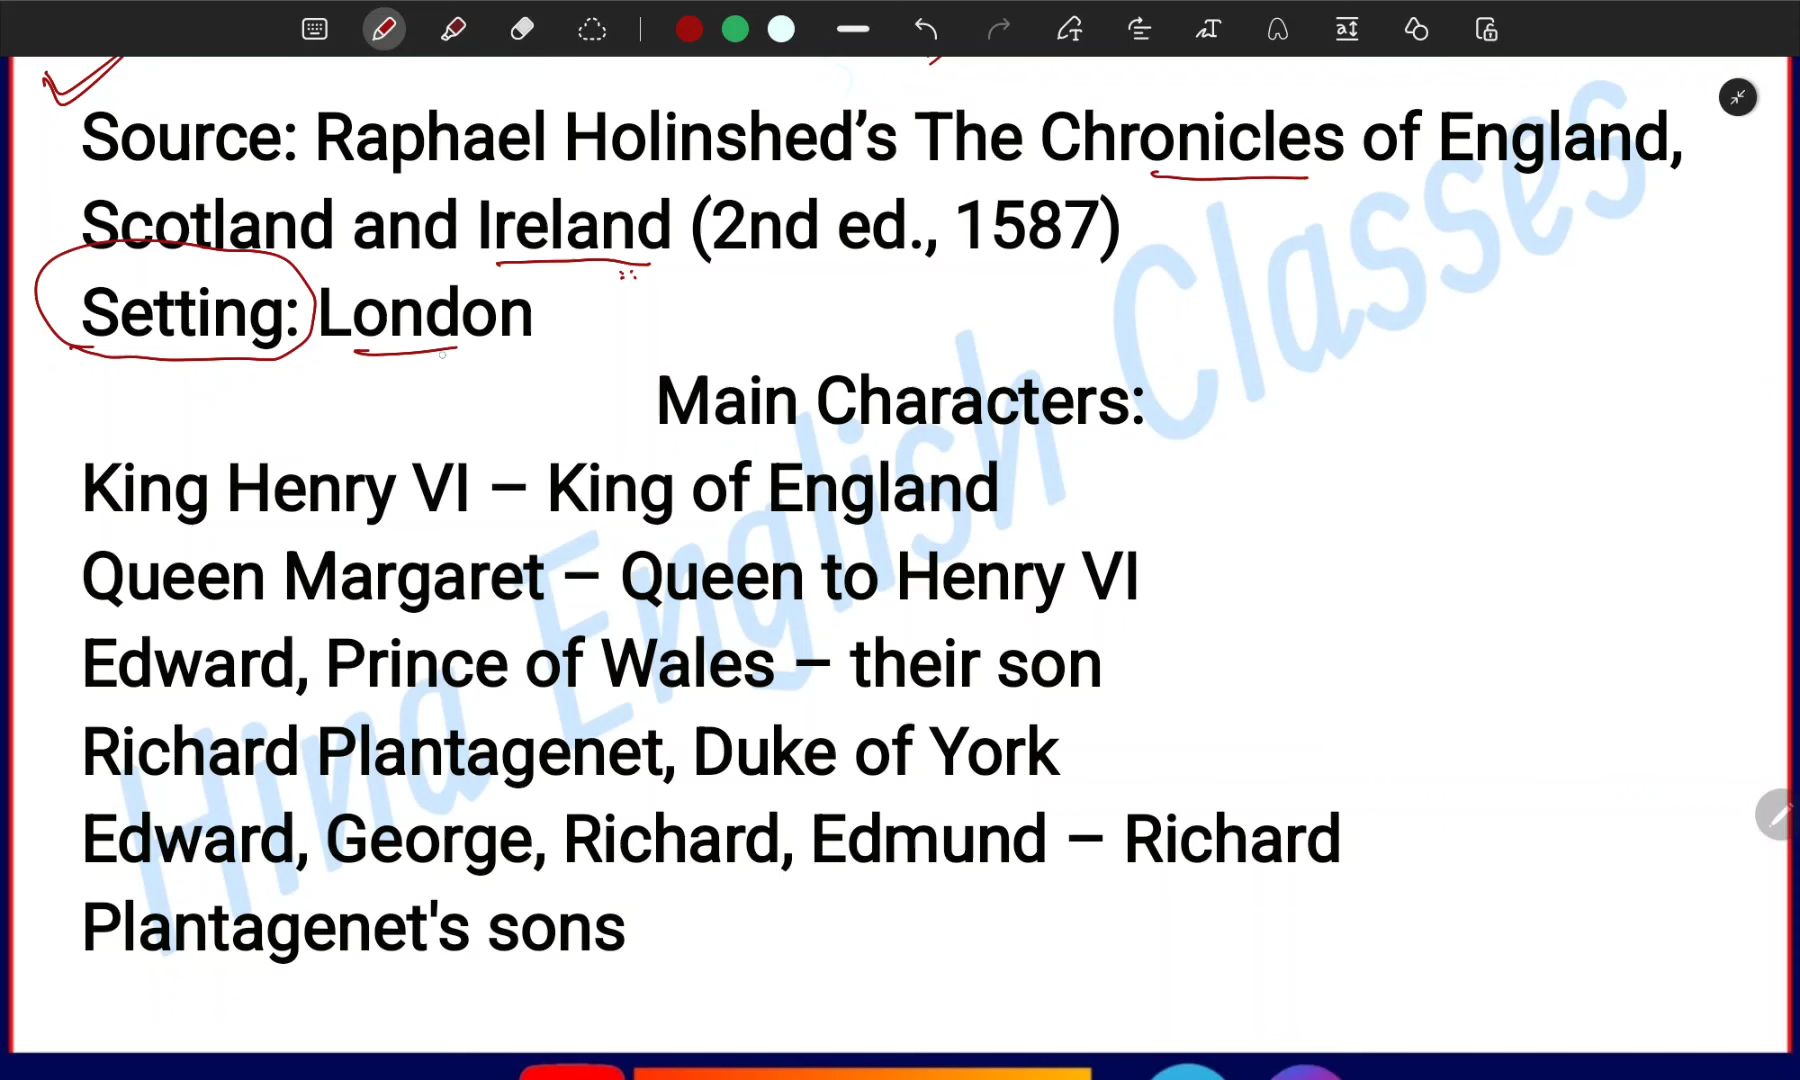 Source: Raphael Holinshed’s The Chronicles of England,
Scotland and Ireland (2nd ed., 1587)
Setting: London
Main Characters:
King Henry VI – King of England
Queen Margaret – Queen to Henry VI
Edward, Prince of Wales – their son
Richard Plantagenet, Duke of York
Edward, George, Richard, Edmund – Richard
Plantagenet's sons
Hina English Classes